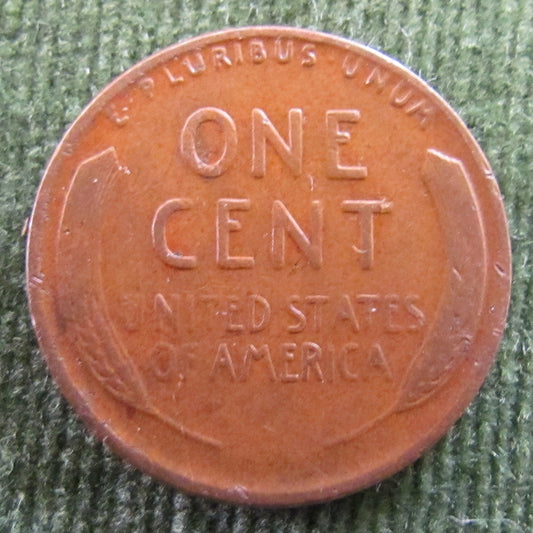 E · PLURIBUS · UNUM
ONE
CENT
UNITED STATES
OF AMERICA